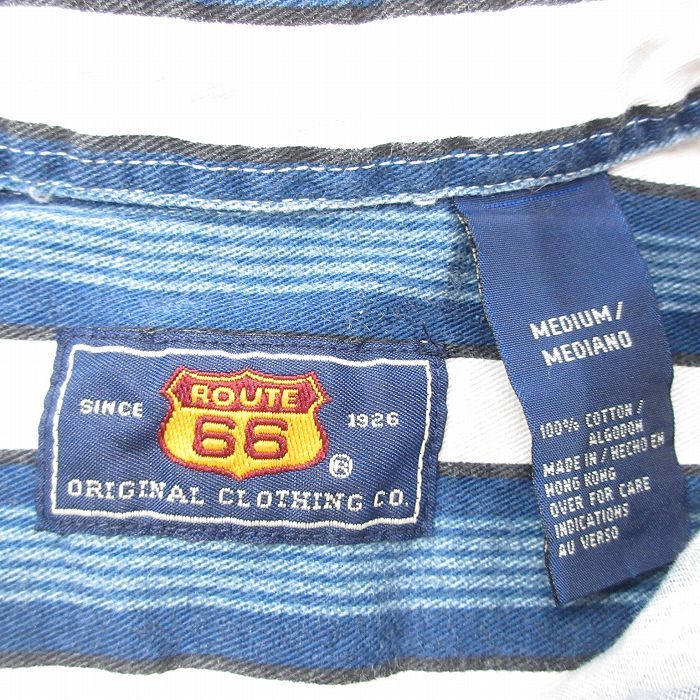 ROUTE
SINCE 66 1926
®
ORIGINAL CLOTHING CO.
MEDIUM/
MEDIANO
100% COTTON/
ALGODON
MADE IN/HECHO EN
HONG KONG
OVER FOR CARE
INDICATIONS
AU VERSO